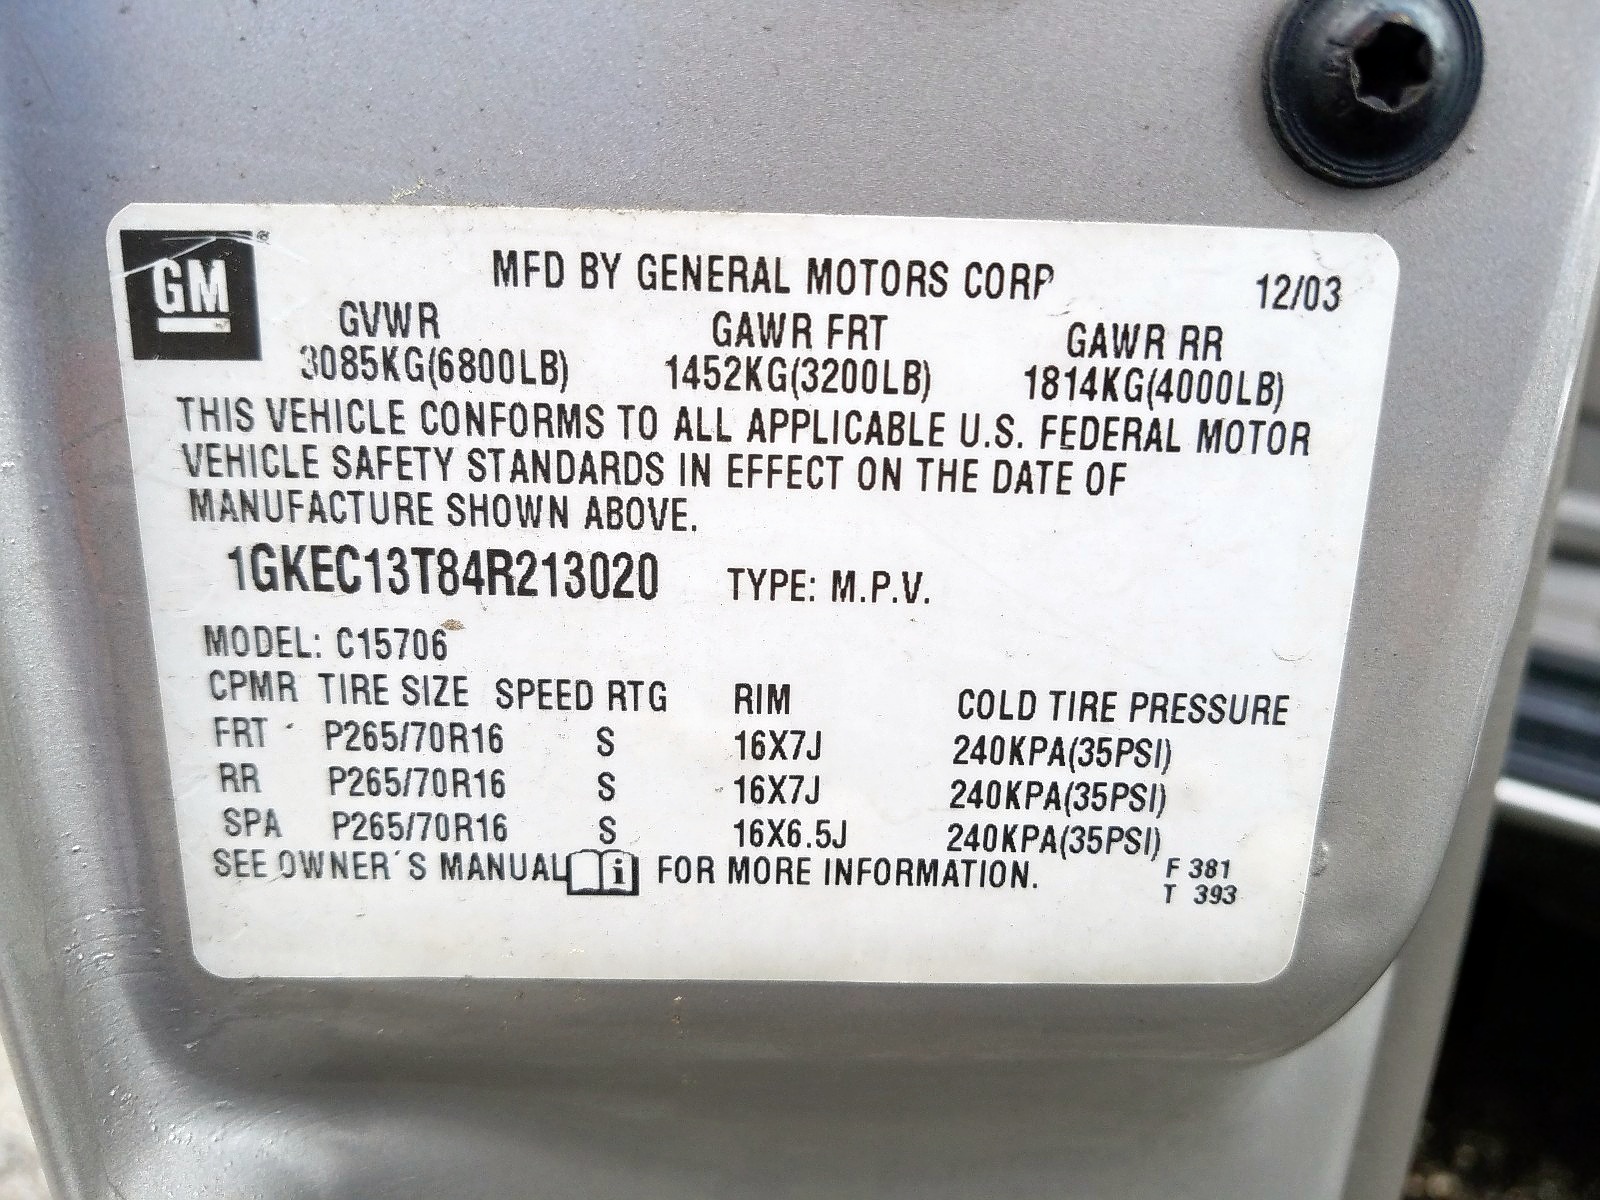 GM
MFD BY GENERAL MOTORS CORP 12/03
GVWR GAWR FRT GAWR RR
3085KG(6800LB) 1452KG(3200LB) 1814KG(4000LB)
THIS VEHICLE CONFORMS TO ALL APPLICABLE U.S. FEDERAL MOTOR
VEHICLE SAFETY STANDARDS IN EFFECT ON THE DATE OF
MANUFACTURE SHOWN ABOVE.
1GKEC13T84R213020 TYPE: M.P.V.
MODEL: C15706
CPMR TIRE SIZE SPEED RTG RIM COLD TIRE PRESSURE
FRT P265/70R16 S 16X7J 240KPA(35PSI)
RR P265/70R16 S 16X7J 240KPA(35PSI)
SPA P265/70R16 S 16X6.5J 240KPA(35PSI)
SEE OWNER´S MANUAL i FOR MORE INFORMATION. F 381
T 393